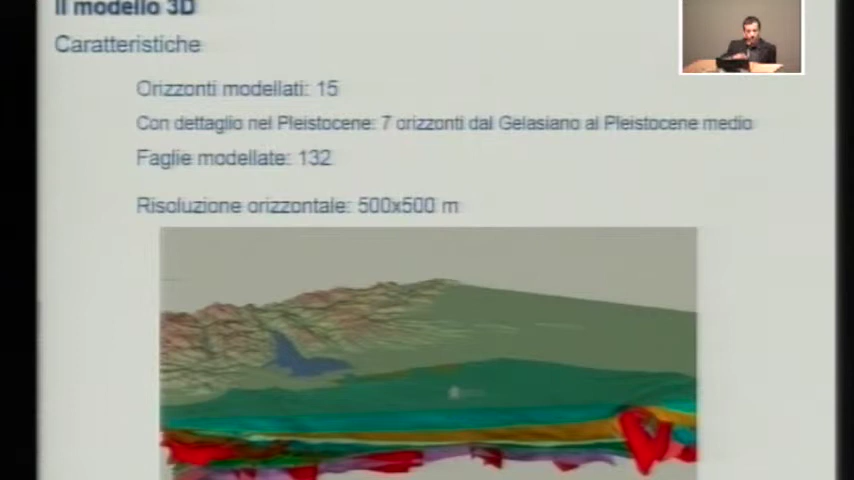 Il modello 3D
Caratteristiche
Orizzonti modellati: 15
Con dettaglio nel Pleistocene: 7 orizzonti dal Gelasiano al Pleistocene medio
Faglie modellate: 132
Risoluzione orizzontale: 500x500 m